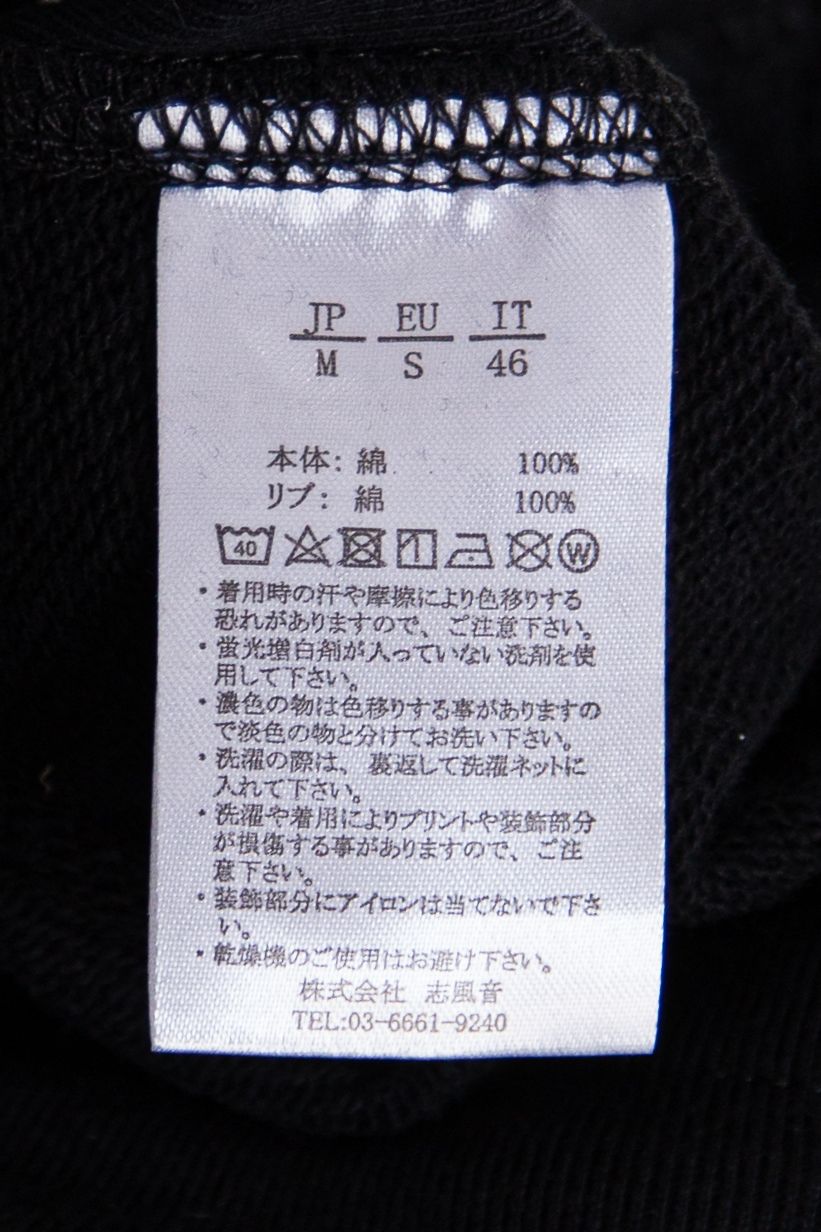 JP EU IT
M S 46
本体: 綿 100%
リブ: 綿 100%
40 W
・着用時の汗や摩擦により色移りする
恐れがありますので、ご注意下さい。
・蛍光増白剤が入っていない洗剤を使
用して下さい。
・濃色の物は色移りする事がありますの
で淡色の物と分けてお洗い下さい。
・洗濯の際は、裏返して洗濯ネットに
入れて下さい。
・洗濯や着用によりプリントや装飾部分
が損傷する事がありますので、ご注
意下さい。
・装飾部分にアイロンは当てないで下さ
い。
・乾燥機のご使用はお避け下さい。
株式会社 志風音
TEL:03-6661-9240